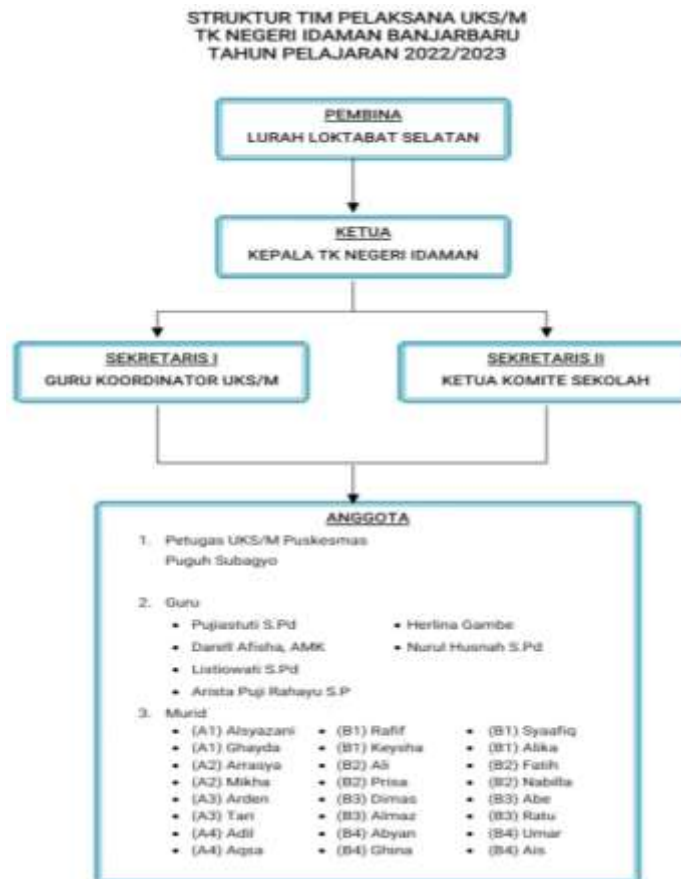 STRUKTUR TIM PELAKSANA UKS/M
TK NEGERI IDAMAN BANJARBARU
TAHUN PELAJARAN 2022/2023
PEMBINA
LURAH LOKTABAT SELATAN
KETUA
KEPALA TK NEGERI IDAMAN
SEKRETARIS I
GURU KOORDINATOR UKS/M
SEKRETARIS II
KETUA KOMITE SEKOLAH
ANGGOTA
1. Petugas UKS/M Puskesmas
Puguh Subagyo
2. Guru
• Pujiastuti S.Pd
• Darell Afisha, AMK
• Listiowati S.Pd
• Arista Puji Rahayu S.P
• Herlina Gambe
• Nurul Husnah S.Pd
3. Murid
• (A1) Alsyazani
• (A1) Ghayda
• (A2) Arrasya
• (A2) Mikha
• (A3) Arden
• (A3) Tari
• (A4) Adil
• (A4) Aqsa
• (B1) Rafif
• (B1) Keysha
• (B2) Ali
• (B2) Prisa
• (B3) Dimas
• (B3) Almaz
• (B4) Abyan
• (B4) Ghina
• (B1) Syaafiq
• (B1) Alika
• (B2) Fatih
• (B2) Nabilla
• (B3) Abe
• (B3) Ratu
• (B4) Umar
• (B4) Ais